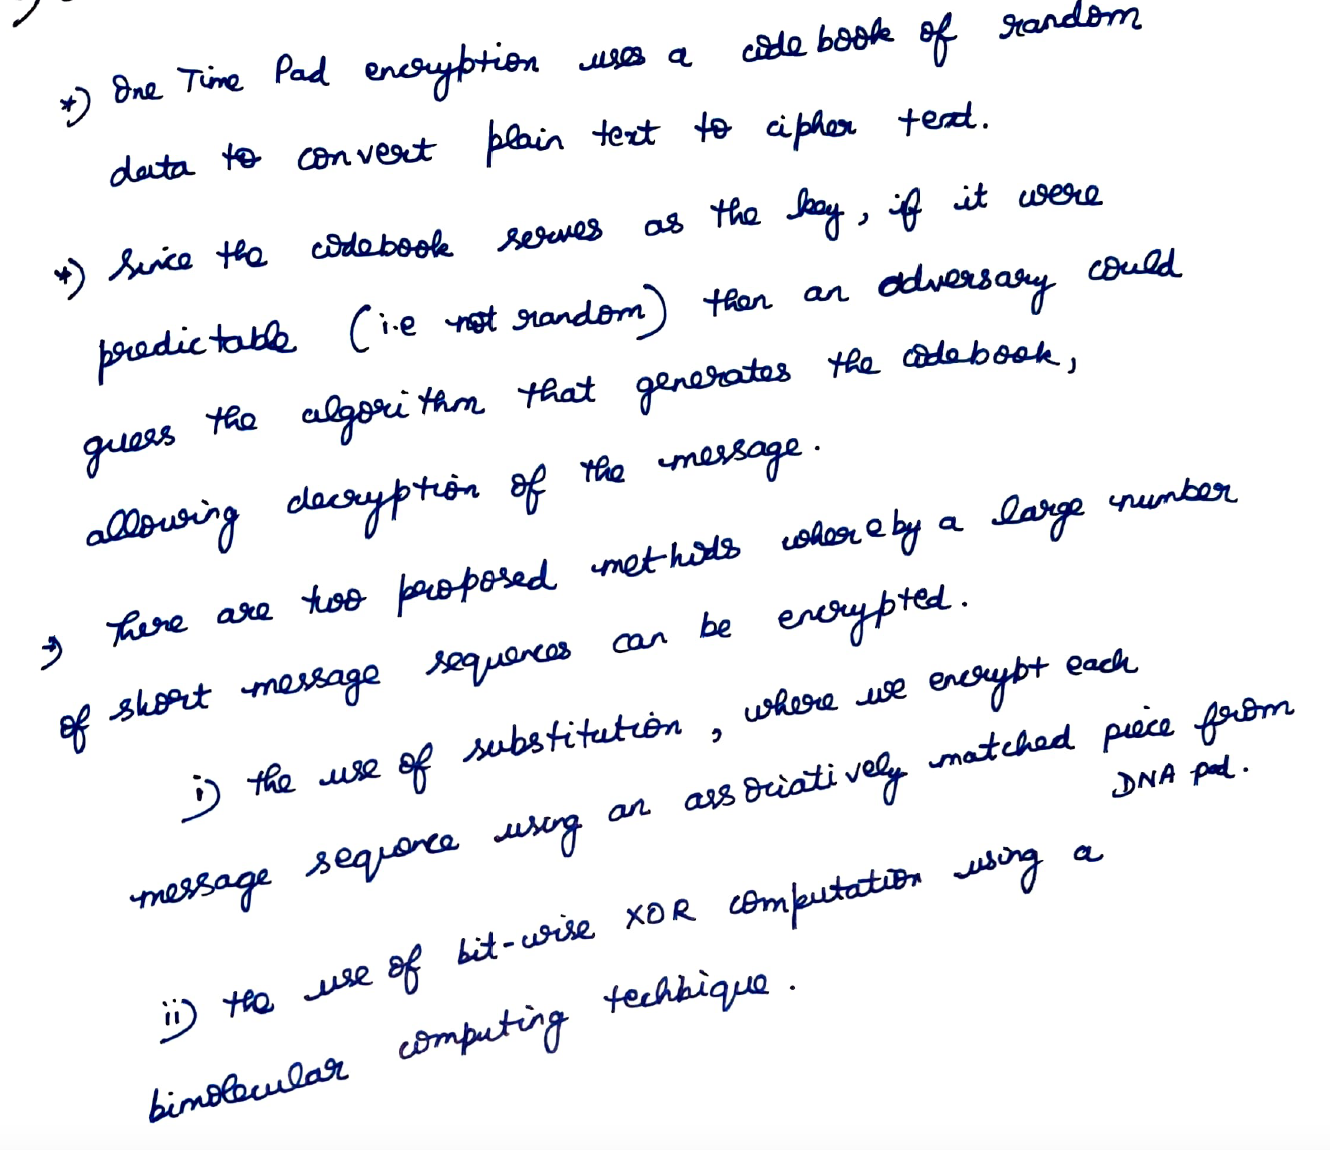 *) One Time Pad encryption uses a code book of random
data to convert plain text to cipher text.
*) Since the codebook serves as the key, if it were
predictable (i.e not random) then an adversary could
guess the algorithm that generates the codebook,
allowing decryption of the message.
*) There are two proposed methods whereby a large number
of short message sequences can be encrypted.
i) the use of substitution, where we encrypt each
message sequence using an associatively matched piece from
DNA pad.
ii) the use of bit-wise XOR computation using a
bimolecular computing techbique.